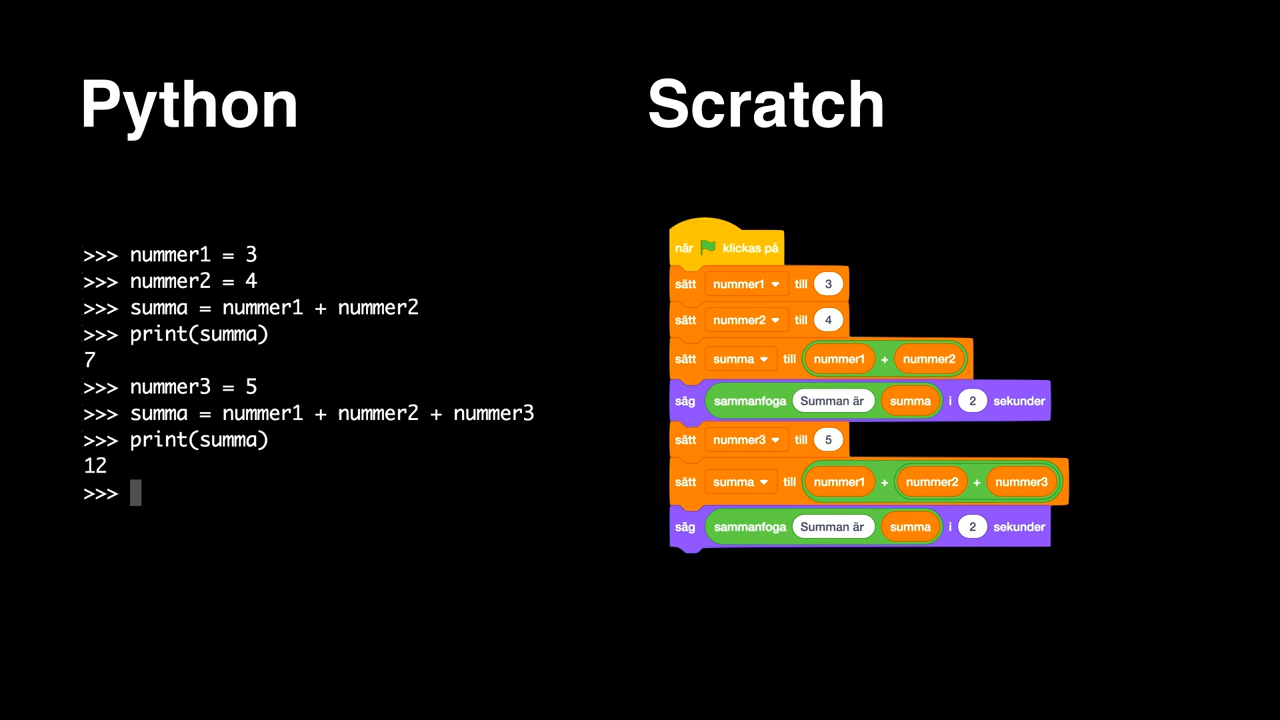 Python
>>> nummer1 = 3
>>> nummer2 = 4
>>> summa = nummer1 + nummer2
>>> print(summa)
7
>>> nummer3 = 5
>>> summa = nummer1 + nummer2 + nummer3
>>> print(summa)
12
>>>
Scratch
når klickas på
sätt nummer1 till 3
sätt nummer2 till 4
sätt summa till nummer1 + nummer2
säg sammanfoga Summan är summa i 2 sekunder
sätt nummer3 till 5
sätt summa till nummer1 + nummer2 + nummer3
säg sammanfoga Summan är summa i 2 sekunder